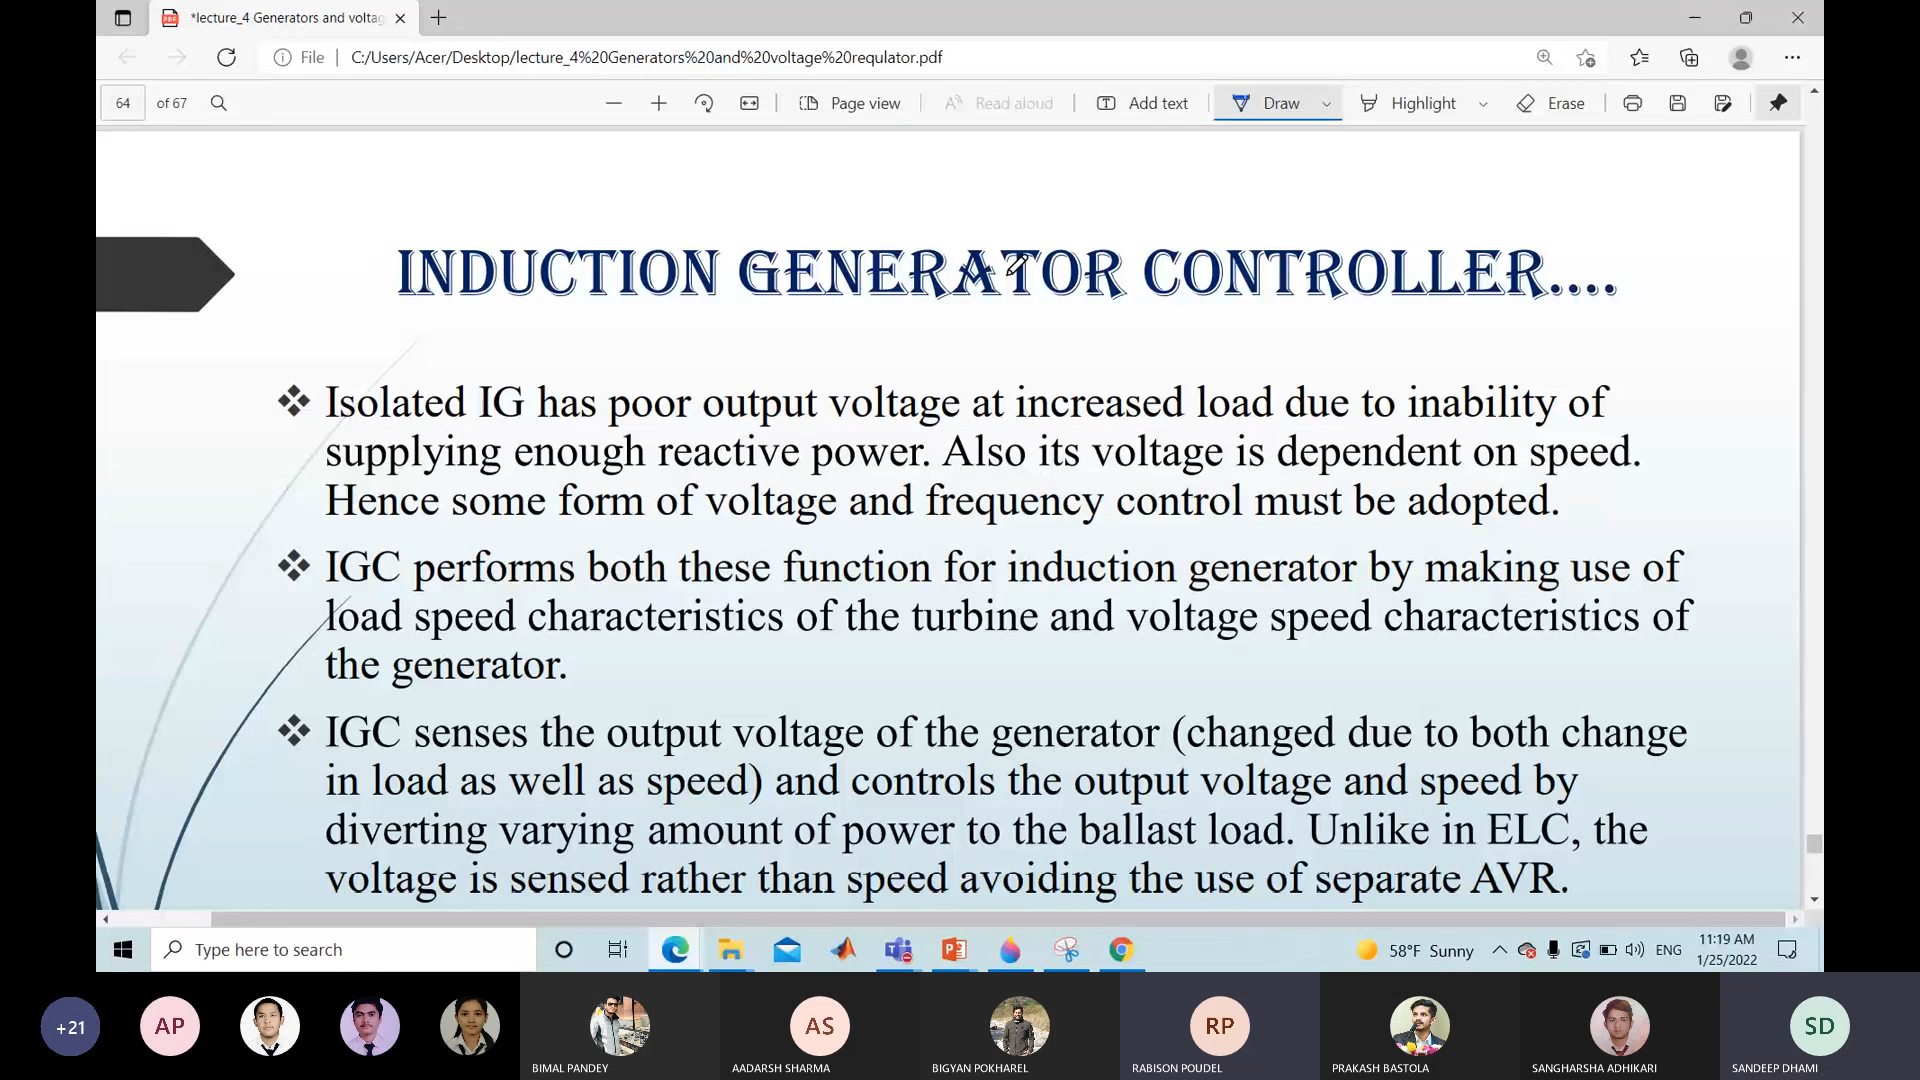 *lecture_4 Generators and voltag
File C:/Users/Acer/Desktop/lecture_4%20Generators%20and%20voltage%20requlator.pdf
64 of 67 Page view Read aloud Add text Draw Highlight Erase
INDUCTION GENERATOR CONTROLLER....
Isolated IG has poor output voltage at increased load due to inability of
supplying enough reactive power. Also its voltage is dependent on speed.
Hence some form of voltage and frequency control must be adopted.
IGC performs both these function for induction generator by making use of
load speed characteristics of the turbine and voltage speed characteristics of
the generator.
IGC senses the output voltage of the generator (changed due to both change
in load as well as speed) and controls the output voltage and speed by
diverting varying amount of power to the ballast load. Unlike in ELC, the
voltage is sensed rather than speed avoiding the use of separate AVR.
Type here to search 58°F Sunny ENG 11:19 AM
1/25/2022
+21 AP AS RP SD
BIMAL PANDEY AADARSH SHARMA BIGYAN POKHAREL RABISON POUDEL PRAKASH BASTOLA SANGHARSHA ADHIKARI SANDEEP DHAMI